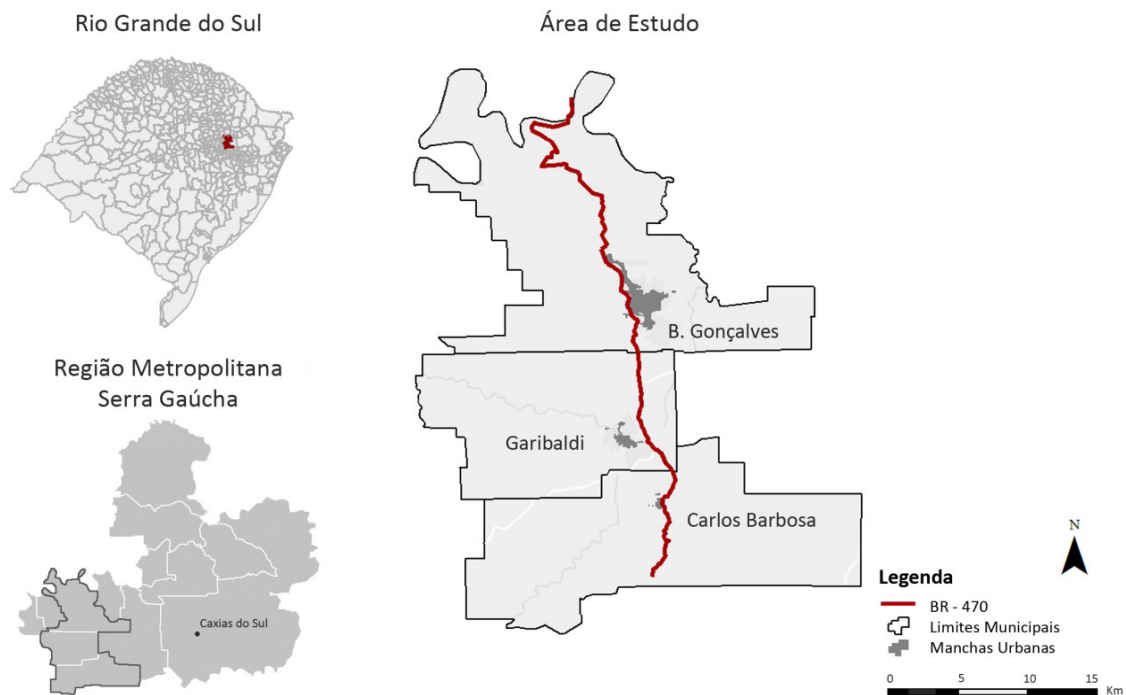 Rio Grande do Sul
Área de Estudo
B. Gonçalves
Região Metropolitana
Serra Gaúcha
Garibaldi
Carlos Barbosa
Caxias do Sul
N
Legenda
BR - 470
Limites Municipais
Manchas Urbanas
0 5 10 15
Km